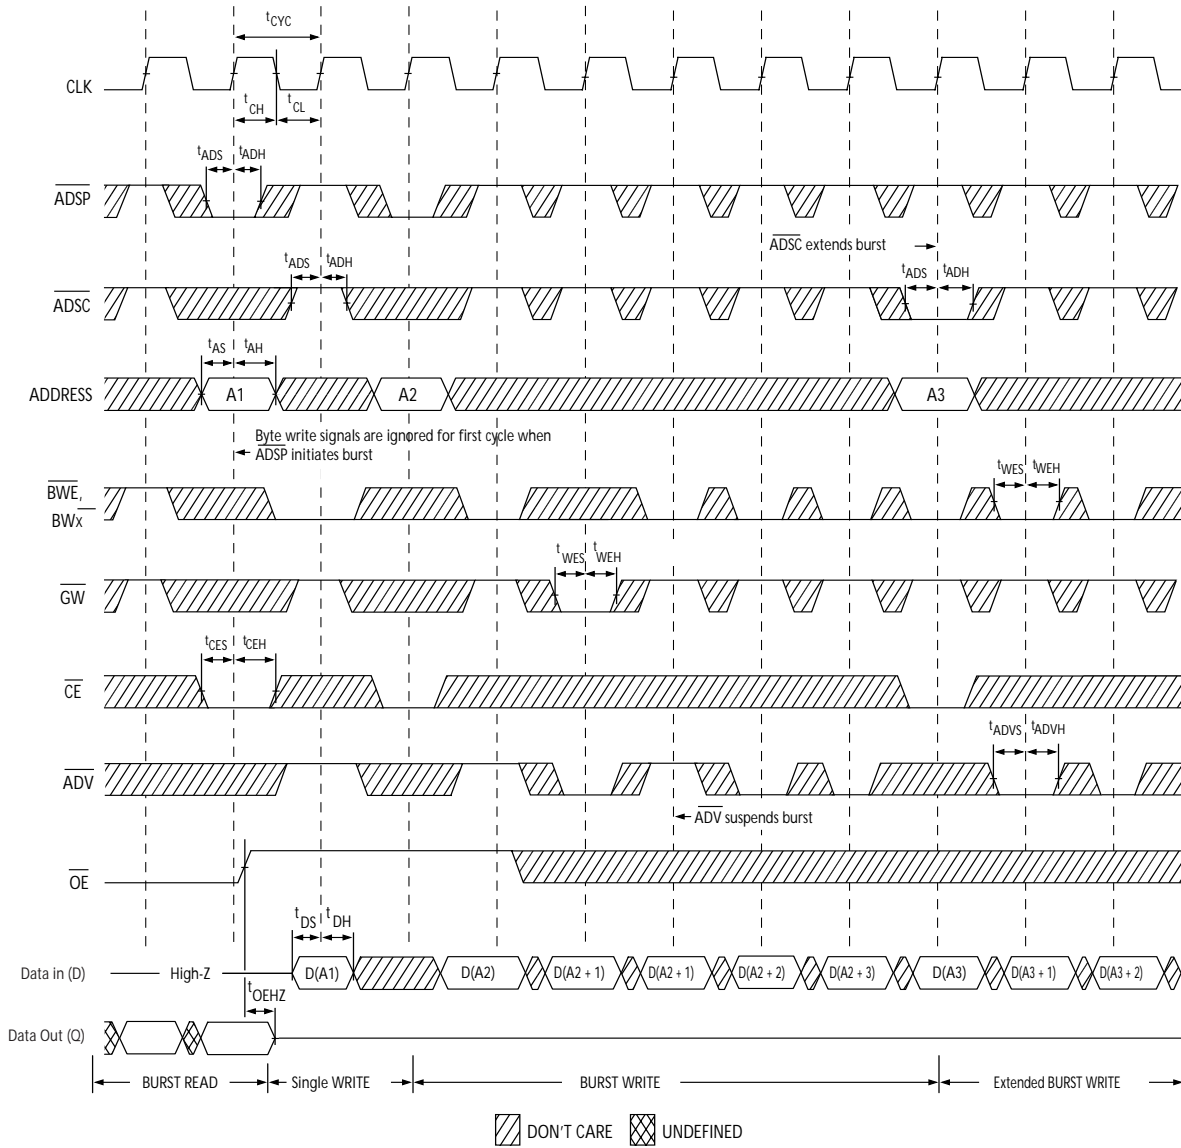 tCYC
CLK
tCH
tCL
tADS
tADH
ADSP
ADSC extends burst
tADS
tADH
tADS
tADH
ADSC
tAS
tAH
ADDRESS
A1
A2
A3
Byte write signals are ignored for first cycle when
ADSP initiates burst
tWES
tWEH
BWE,
BWx
tWES
tWEH
GW
tCES
tCEH
CE
tADVS
tADVH
ADV
ADV suspends burst
OE
tDS
tDH
Data in (D)
High-Z
D(A1)
D(A2)
D(A2 + 1)
D(A2 + 1)
D(A2 + 2)
D(A2 + 3)
D(A3)
D(A3 + 1)
D(A3 + 2)
tOEHZ
Data Out (Q)
BURST READ
Single WRITE
BURST WRITE
Extended BURST WRITE
DON'T CARE
UNDEFINED